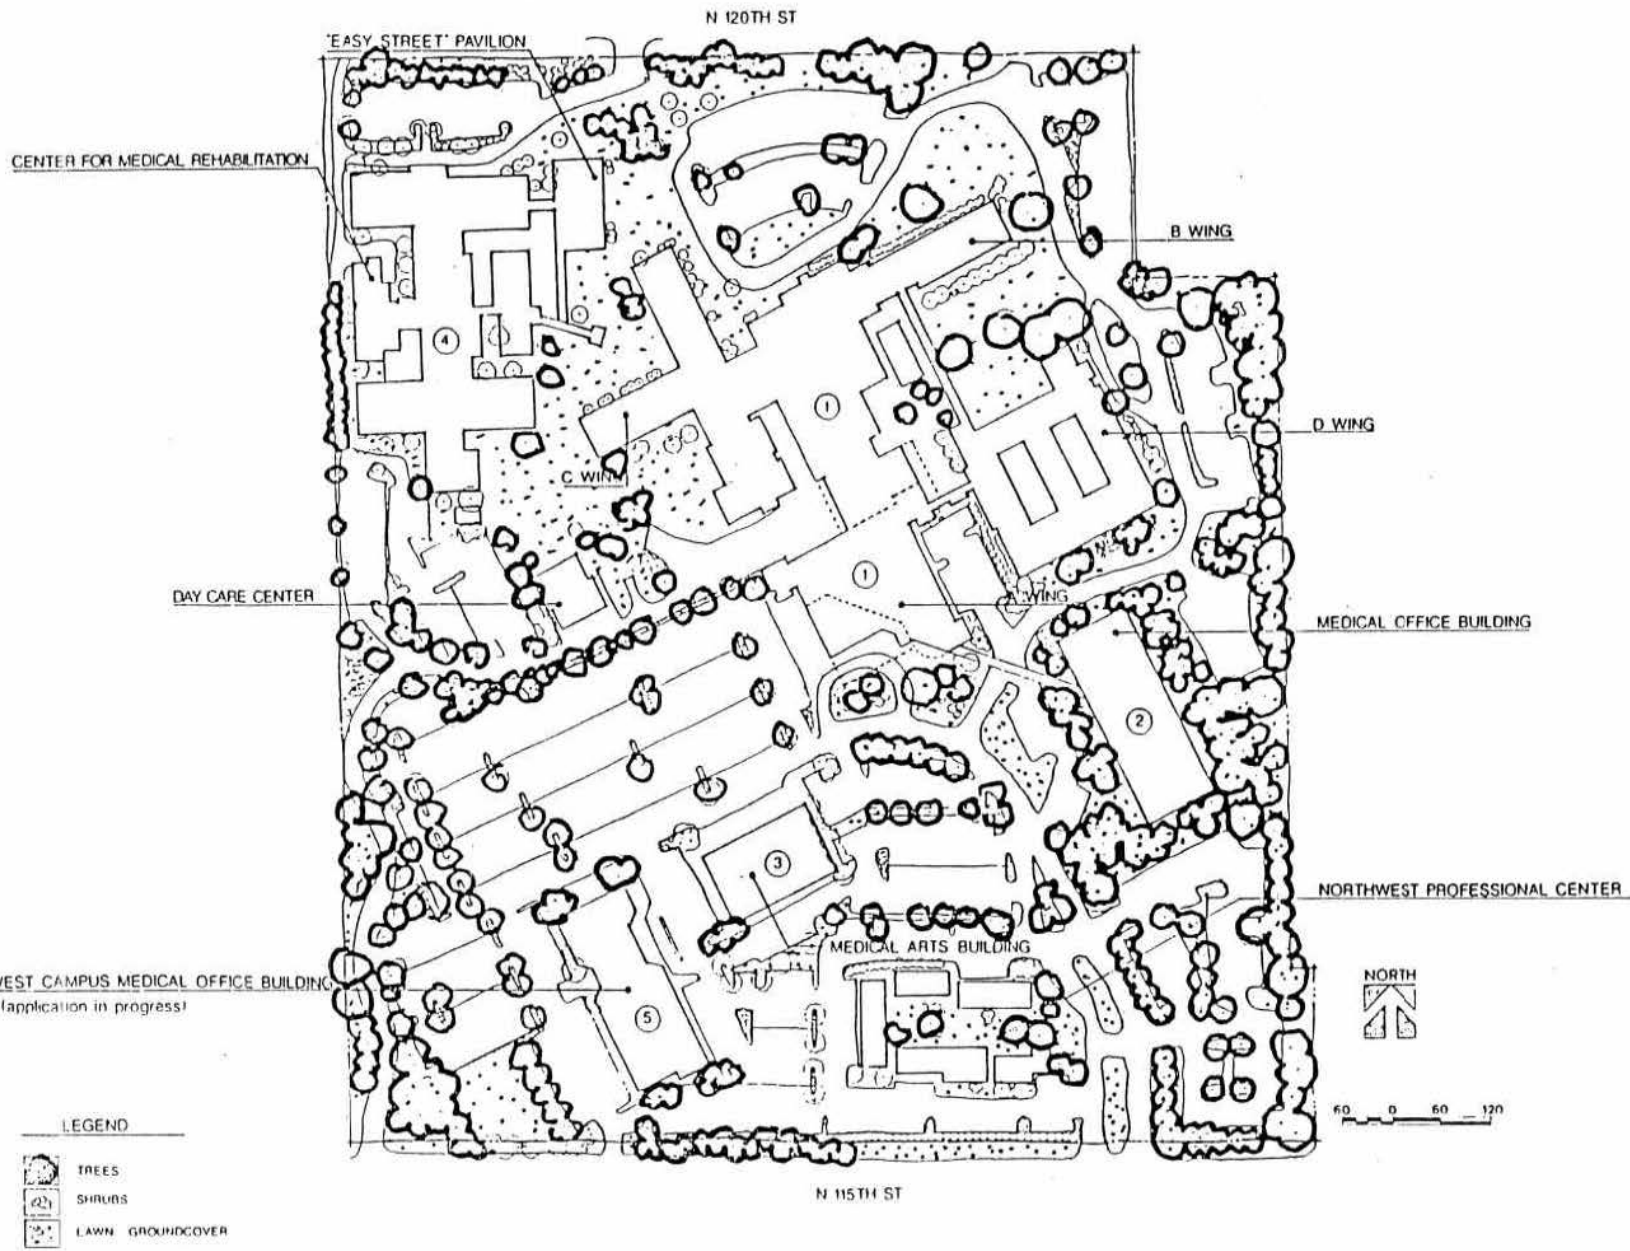 N 120TH ST
"EASY STREET" PAVILION
CENTER FOR MEDICAL REHABILITATION
B WING
4
1
D WING
C WING
1
DAY CARE CENTER
WING
MEDICAL OFFICE BUILDING
2
3
NORTHWEST PROFESSIONAL CENTER
MEDICAL ARTS BUILDING
WEST CAMPUS MEDICAL OFFICE BUILDING
(application in progress)
5
NORTH
60 0 60 120
LEGEND
TREES
SHRUBS
LAWN GROUNDCOVER
N 115TH ST